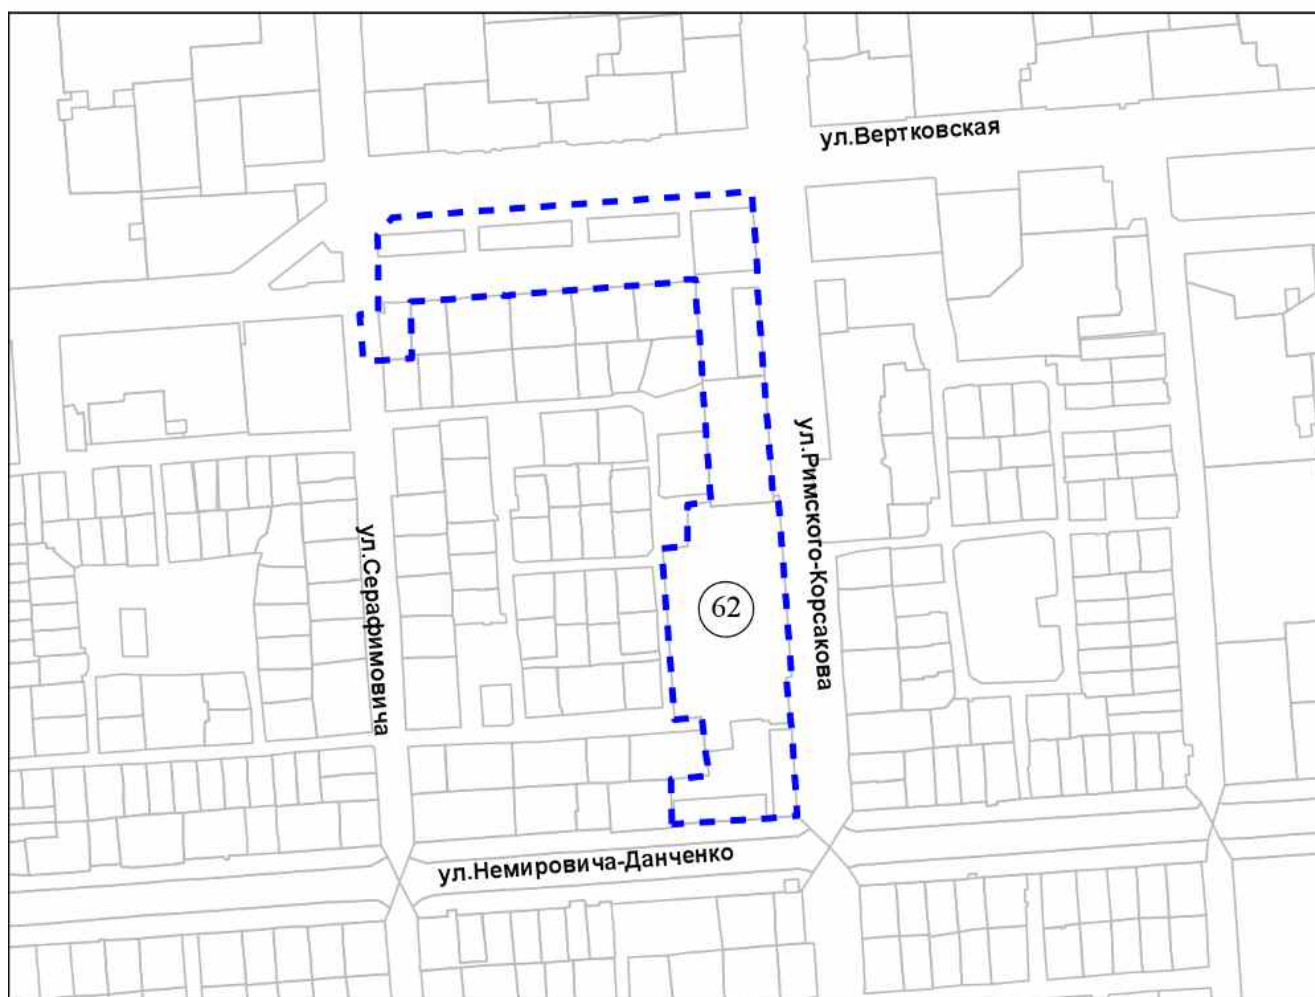 ул.Вертковская
ул.Римского-Корсакова
ул.Серафимовича
62
ул.Немировича-Данченко